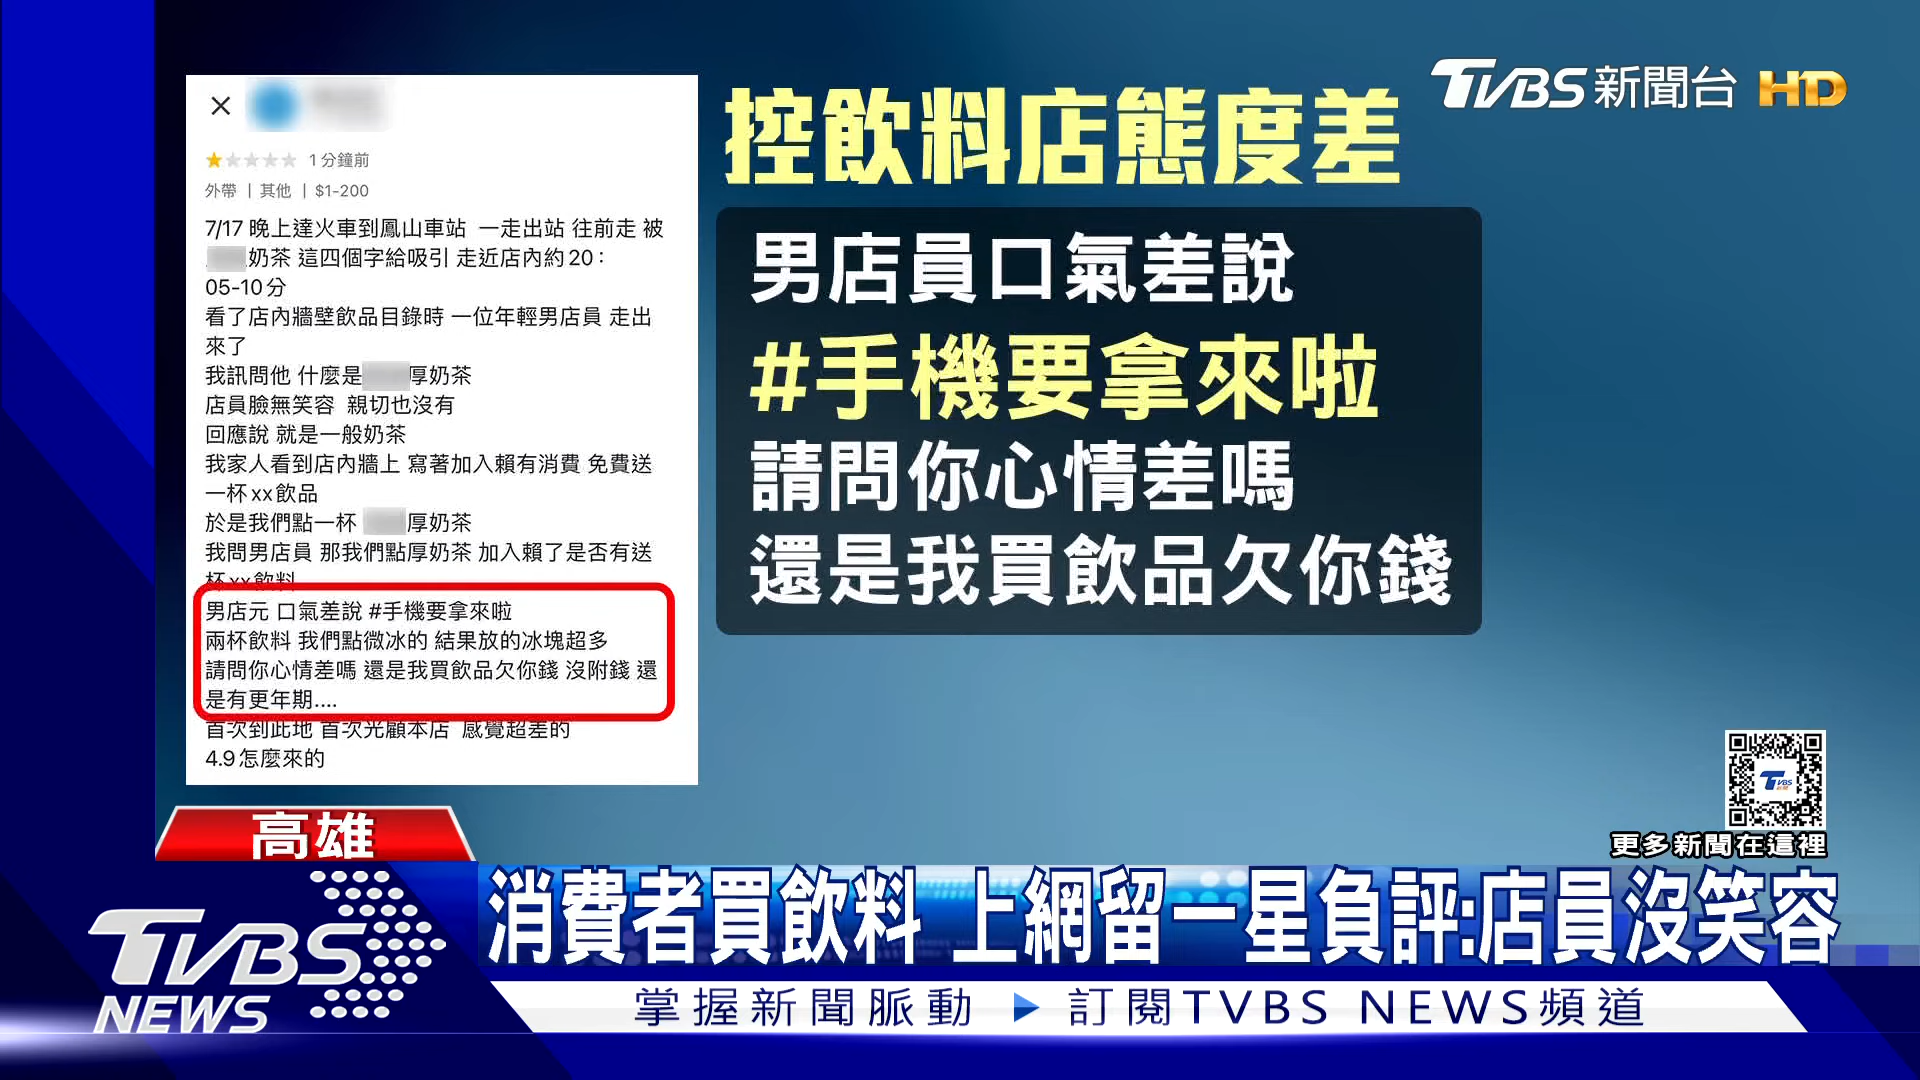 1 分鐘前
外帶 | 其他 | $1-200
7/17 晚上達火車到鳳山車站 一走出站 往前走 被
奶茶 這四個字給吸引 走近店內約20：
05-10分
看了店內牆壁飲品目錄時 一位年輕男店員 走出
來了
我訊問他 什麼是 厚奶茶
店員臉無笑容 親切也沒有
回應說 就是一般奶茶
我家人看到店內牆上 寫著加入賴有消費 免費送
一杯xx飲品
於是我們點一杯 厚奶茶
我問男店員 那我們點厚奶茶 加入賴了是否有送
杯xx飲料
男店元 口氣差說 #手機要拿來啦
兩杯飲料 我們點微冰的 結果放的冰塊超多
請問你心情差嗎 還是我買飲品欠你錢 沒附錢 還
是有更年期....
首次到此地 首次光顧本店 感覺超差的
4.9怎麼來的
控飲料店態度差
男店員口氣差說
#手機要拿來啦
請問你心情差嗎
還是我買飲品欠你錢
TVBS新聞台 HD
TVBS
更多新聞在這裡
高雄
消費者買飲料 上網留一星負評:店員沒笑容
TVBS
NEWS
掌握新聞脈動 ▶ 訂閱TVBS NEWS頻道